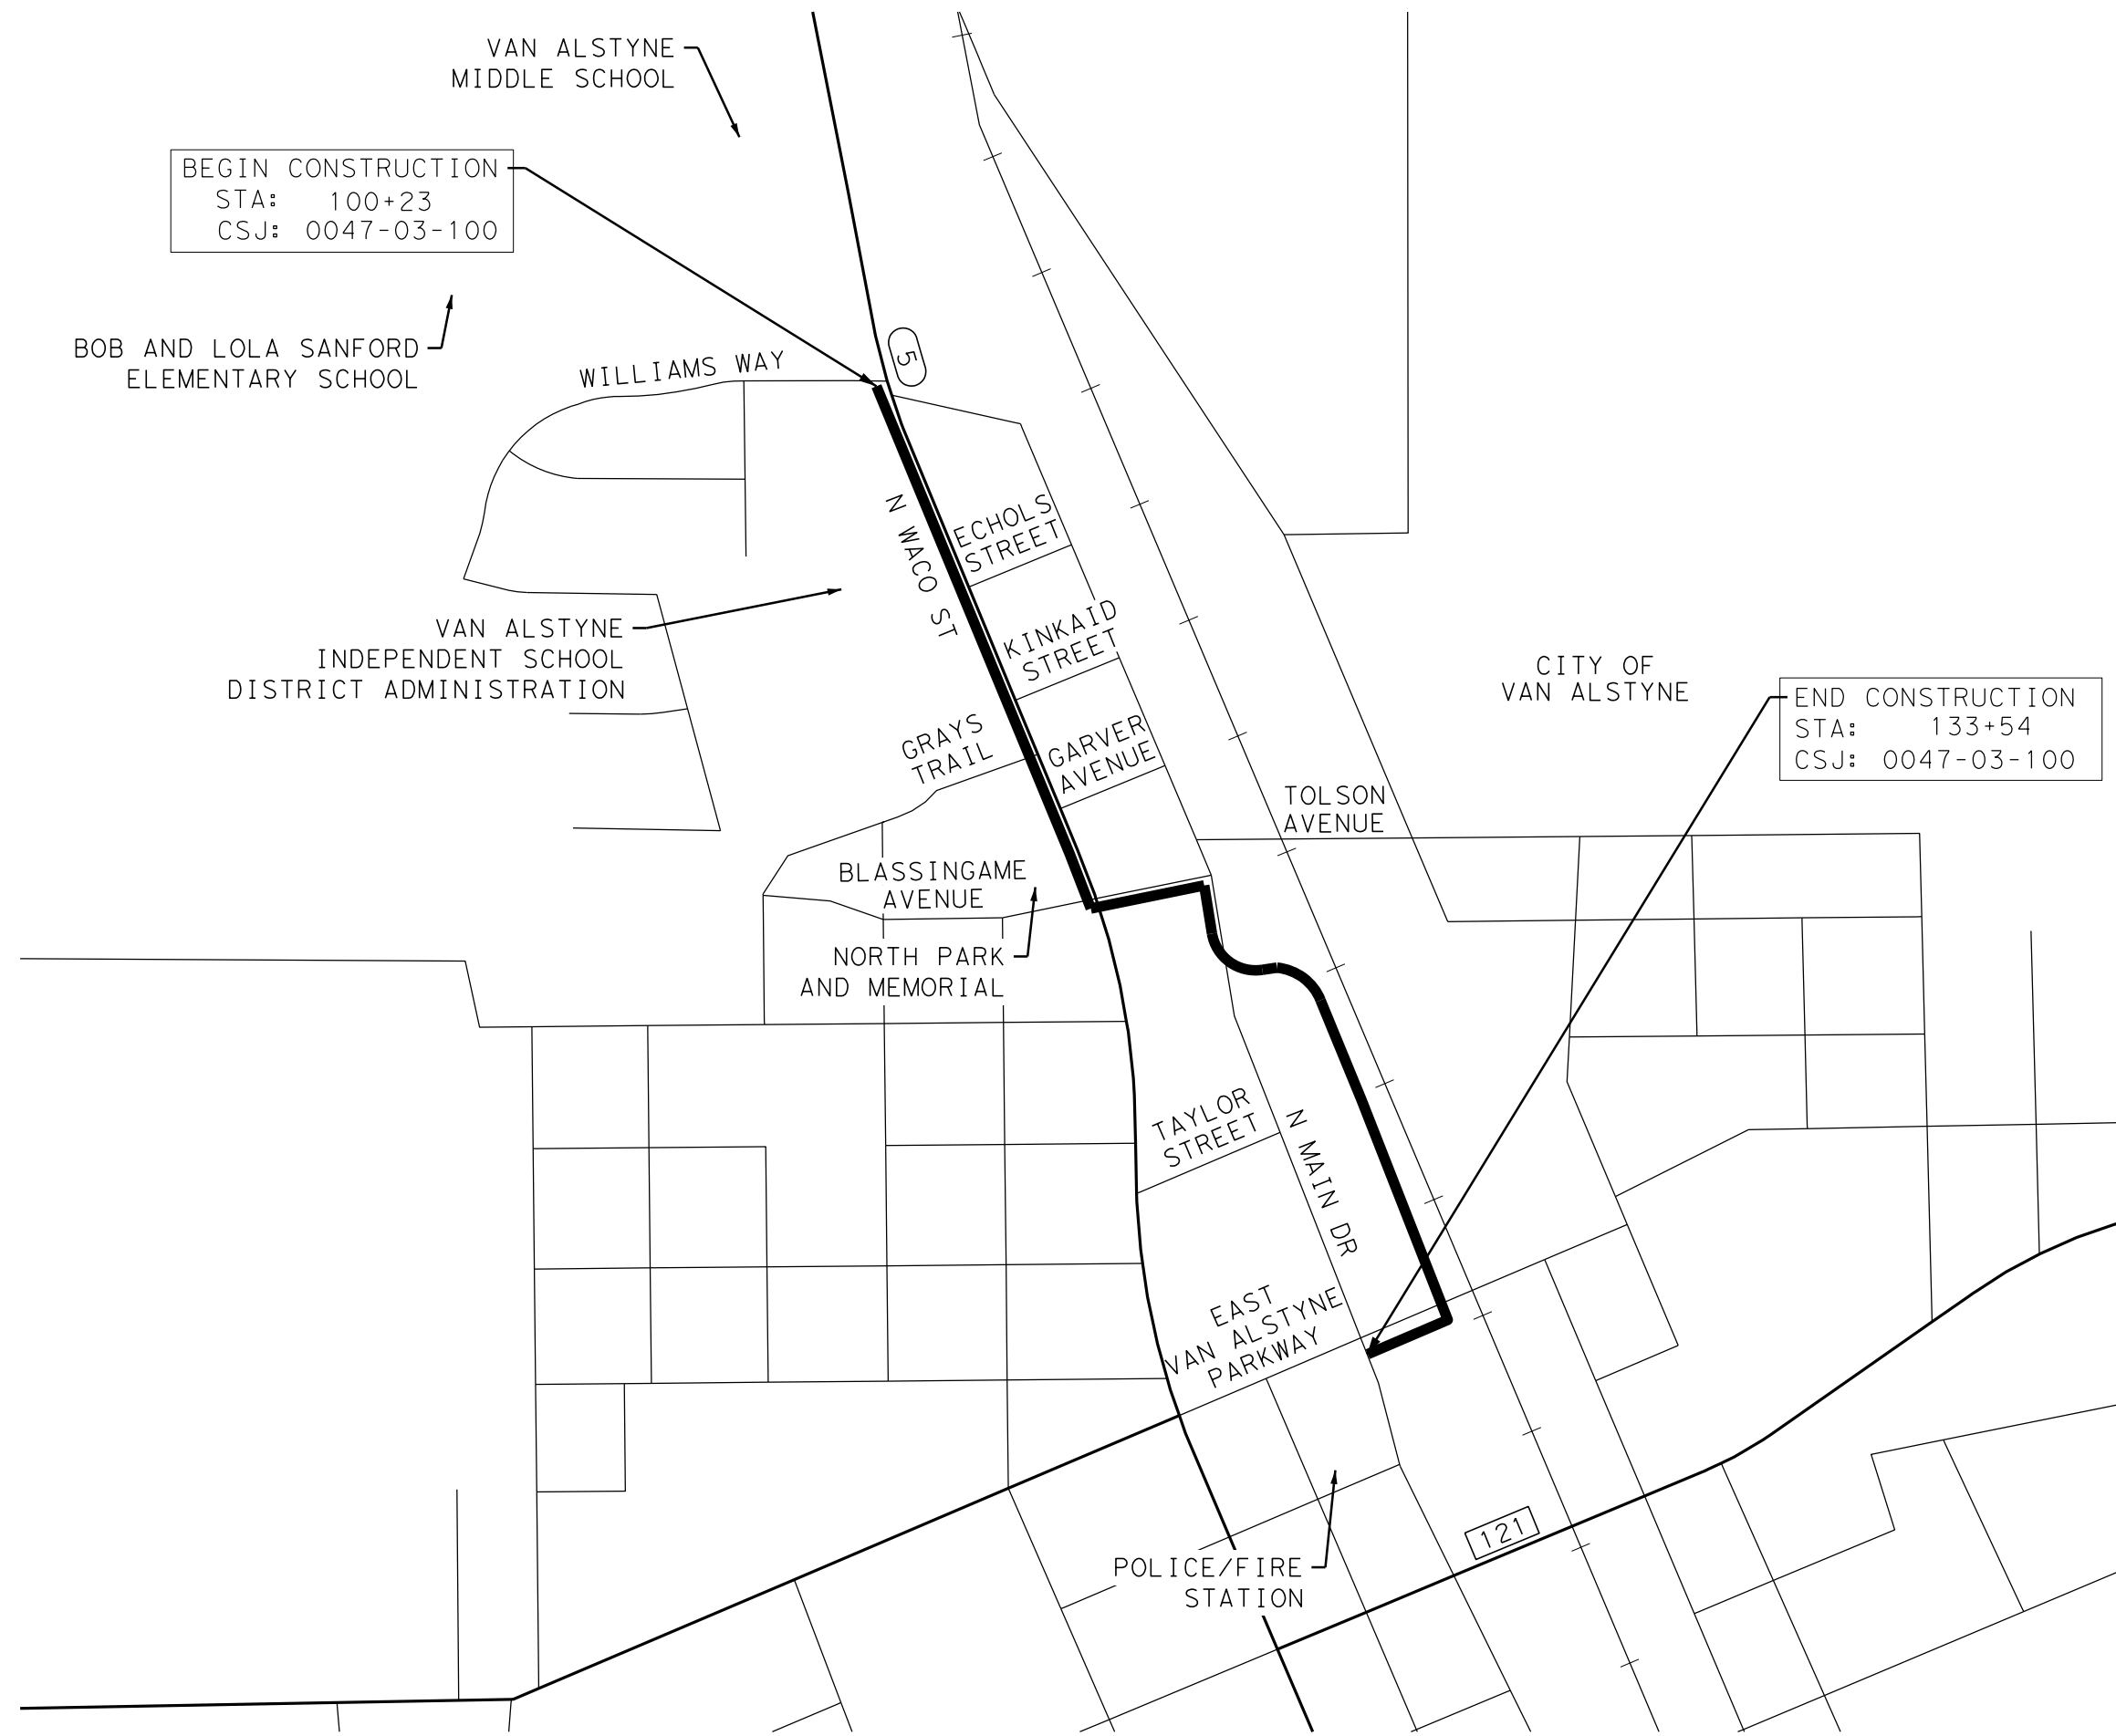 VAN ALSTYNE
MIDDLE SCHOOL
BEGIN CONSTRUCTION
STA: 100+23
CSJ: 0047-03-100
BOB AND LOLA SANFORD
ELEMENTARY SCHOOL
WILLIAMS WAY
5
N WACO ST
ECHOLS
STREET
KINKAID
STREET
VAN ALSTYNE
INDEPENDENT SCHOOL
DISTRICT ADMINISTRATION
CITY OF
VAN ALSTYNE
END CONSTRUCTION
STA: 133+54
CSJ: 0047-03-100
GRAYS
TRAIL
GARVER
AVENUE
TOLSON
AVENUE
BLASSINGAME
AVENUE
NORTH PARK
AND MEMORIAL
TAYLOR
STREET
N MAIN DR
EAST
VAN ALSTYNE
PARKWAY
121
POLICE/FIRE
STATION